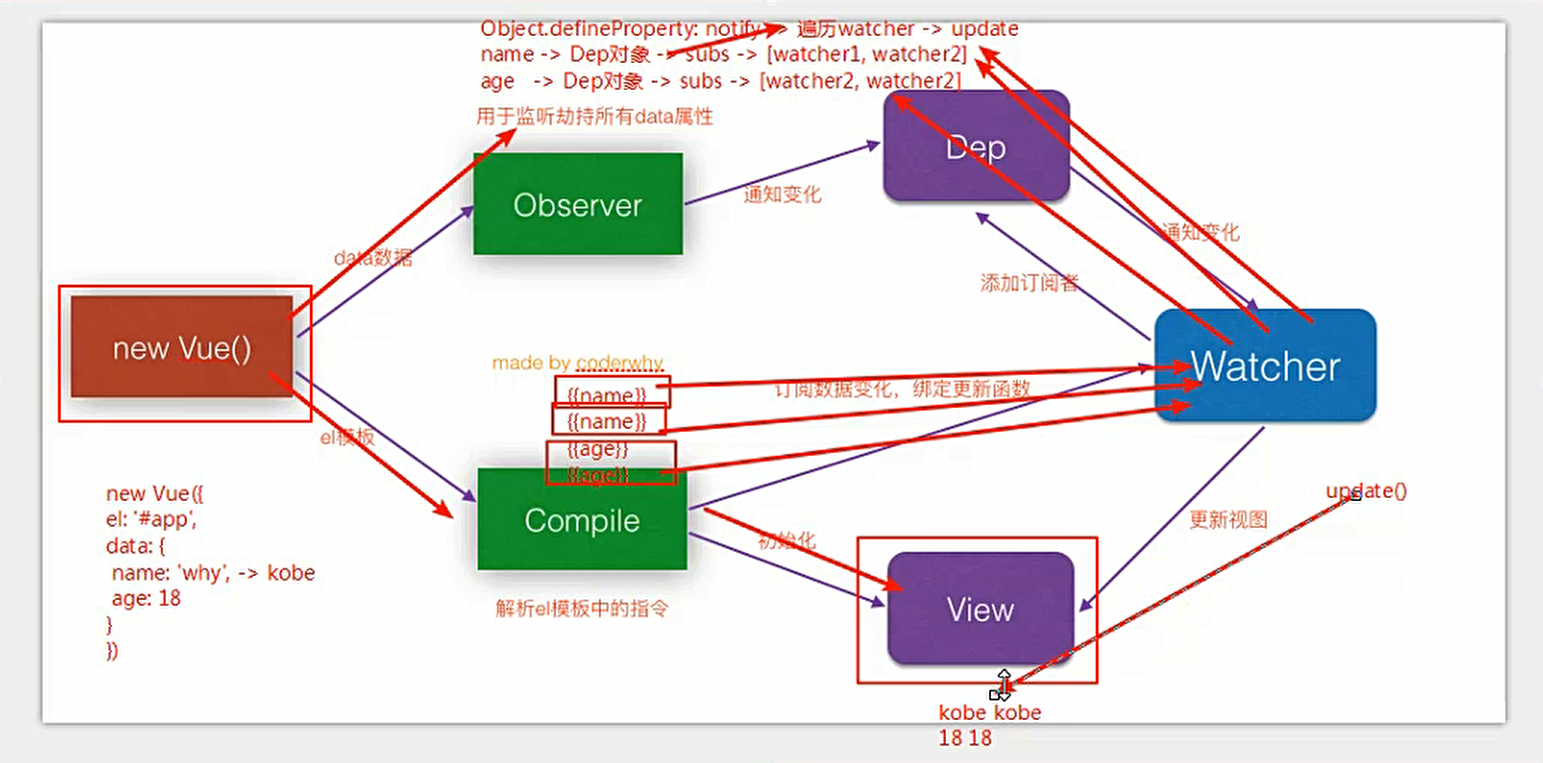 Object.defineProperty: notify -> 遍历watcher -> update
name -> Dep对象 -> subs -> [watcher1, watcher2]
age -> Dep对象 -> subs -> [watcher2, watcher2]
用于监听劫持所有data属性
Dep
Observer
通知变化
通知变化
data数据
添加订阅者
new Vue()
made by coderwhy
Watcher
{{name}}
订阅数据变化，绑定更新函数
{{name}}
{{age}}
{{age}}
el模板
new Vue({
el: '#app',
data: {
name: 'why', -> kobe
age: 18
}
})
Compile
初始化
update()
更新视图
解析el模板中的指令
View
kobe kobe
18 18